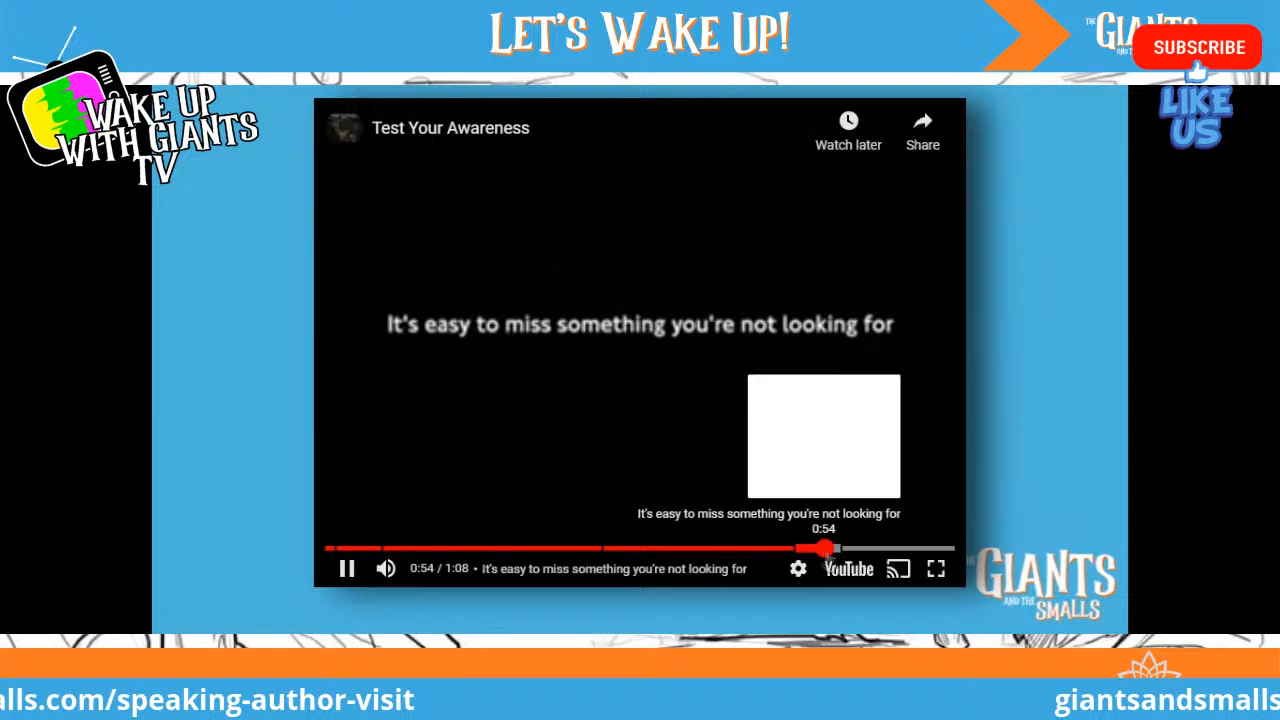 LET'S WAKE UP!
THE
GIANTS
SUBSCRIBE
LIKE
US
WAKE UP
WITH GIANTS
TV
Test Your Awareness
Watch later
Share
It's easy to miss something you're not looking for
It's easy to miss something you're not looking for
0:54
0:54 / 1:08 • It's easy to miss something you're not looking for
YouTube
GIANTS
AND THE
SMALLS
alls.com/speaking-author-visit
giantsandsmalls